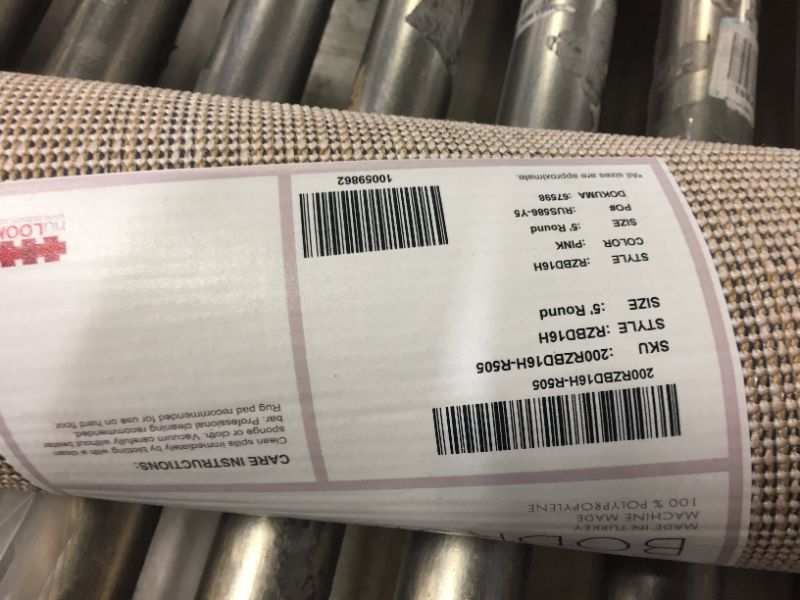 MADE IN TURKEY
MACHINE MADE
100 % POLYPROPYLENE
200RZBD16H-R505
SKU :200RZBD16H-R505
STYLE :RZBD16H
SIZE :5' Round
STYLE :RZBD16H
COLOR :PINK
SIZE :5' Round
PO# :RUS686-Y5
DOKUMA :67598
*All sizes are approximate.
10059862
CARE INSTRUCTIONS:
Clean spills immediately by blotting with a clean
sponge or cloth. Vacuum carefully without beater
bar. Professional cleaning recommended.
Rug pad recommended for use on hard floor.
nuLOOM